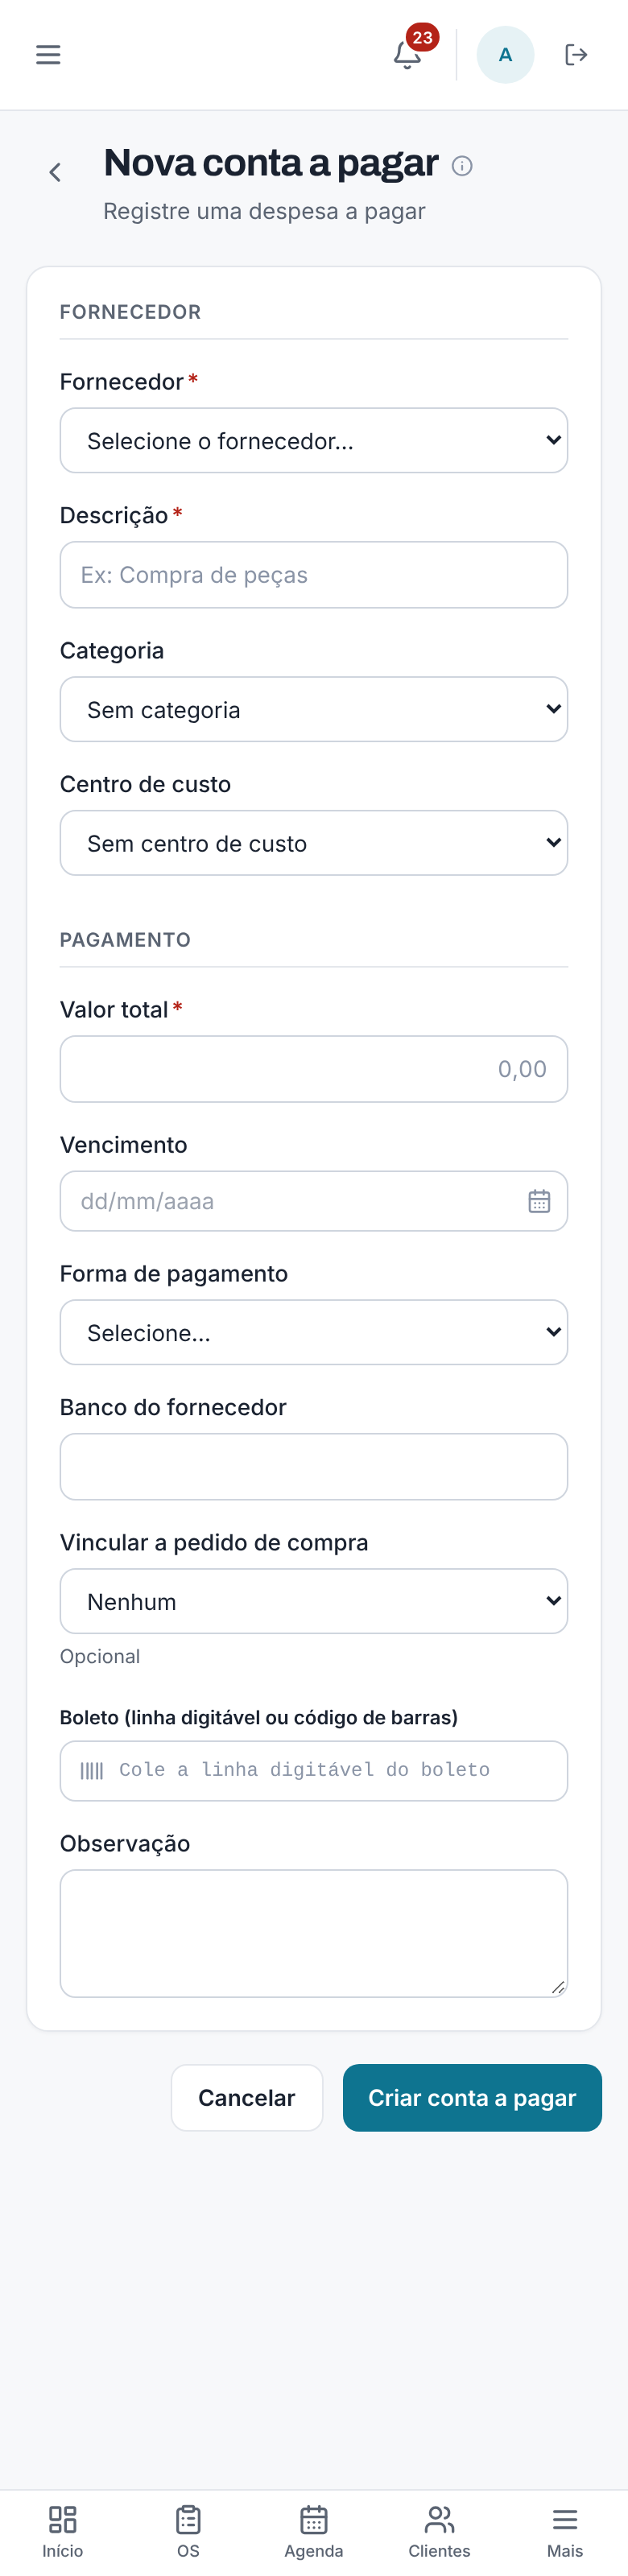 23
A
Nova conta a pagar
Registre uma despesa a pagar
FORNECEDOR
Fornecedor *
Selecione o fornecedor...
Descrição *
Ex: Compra de peças
Categoria
Sem categoria
Centro de custo
Sem centro de custo
PAGAMENTO
Valor total *
0,00
Vencimento
dd/mm/aaaa
Forma de pagamento
Selecione...
Banco do fornecedor
Vincular a pedido de compra
Nenhum
Opcional
Boleto (linha digitável ou código de barras)
Cole a linha digitável do boleto
Observação
Cancelar
Criar conta a pagar
Início
OS
Agenda
Clientes
Mais